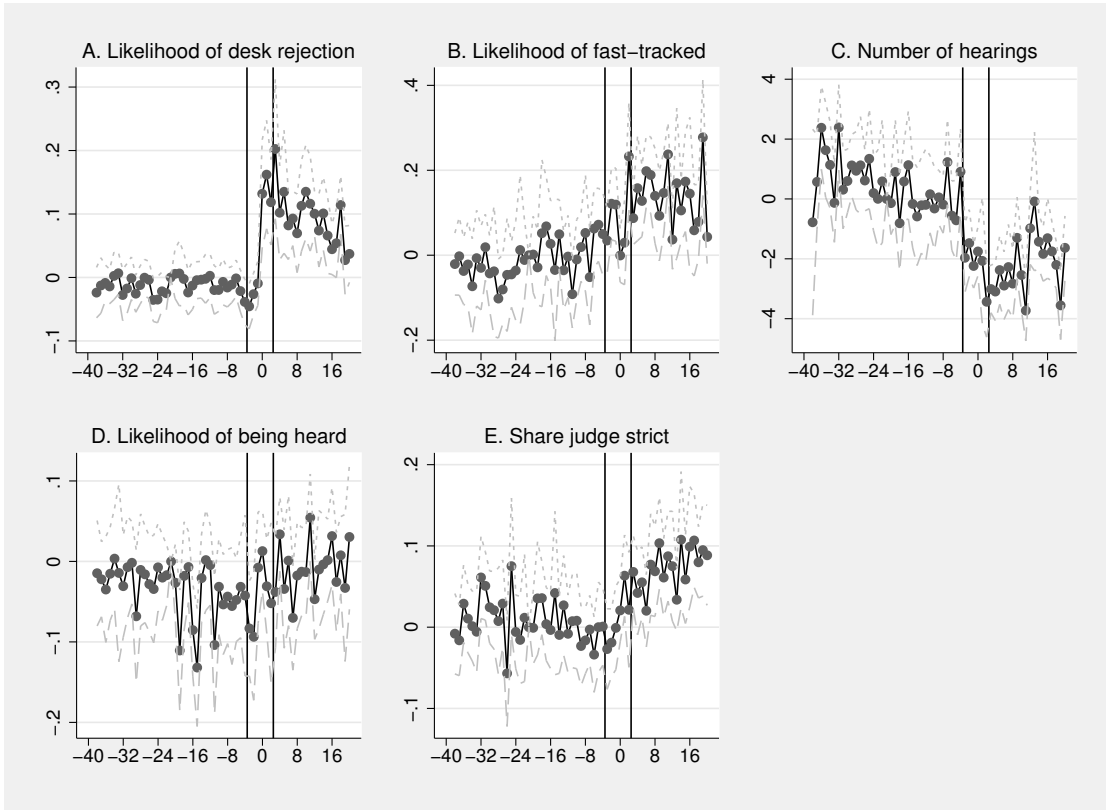 A. Likelihood of desk rejection
.3
.2
.1
0
−.1
−40 −32 −24 −16 −8 0 8 16
B. Likelihood of fast−tracked
.4
.2
0
−.2
−40 −32 −24 −16 −8 0 8 16
C. Number of hearings
4
2
0
−2
−4
−40 −32 −24 −16 −8 0 8 16
D. Likelihood of being heard
.1
0
−.1
−.2
−40 −32 −24 −16 −8 0 8 16
E. Share judge strict
.2
.1
0
−.1
−40 −32 −24 −16 −8 0 8 16